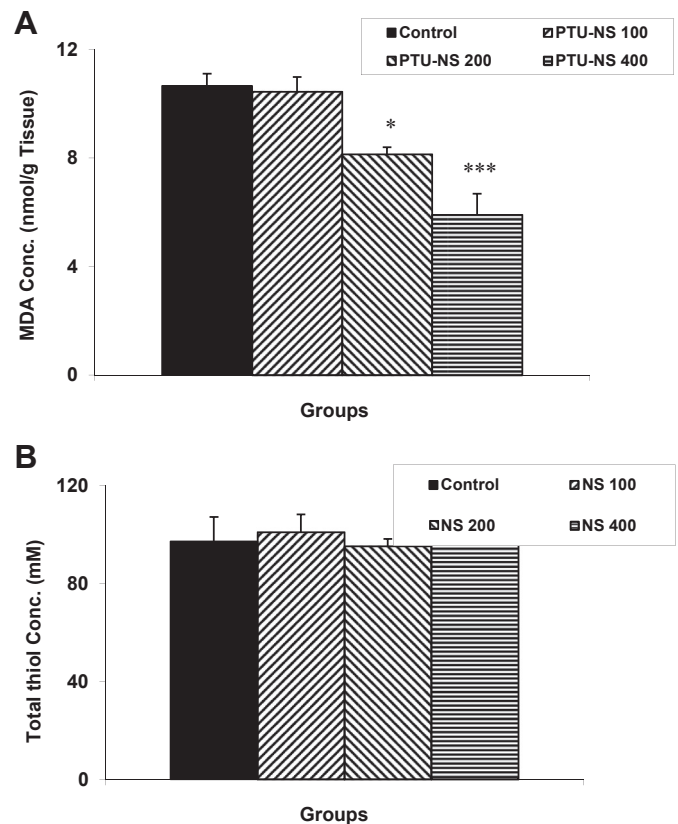 A
Control PTU-NS 100
PTU-NS 200 PTU-NS 400
12
8
4
0
*
***
MDA Conc. (nmol/g Tissue)
Groups
B
Control NS 100
NS 200 NS 400
120
80
40
0
Total thiol Conc. (mM)
Groups